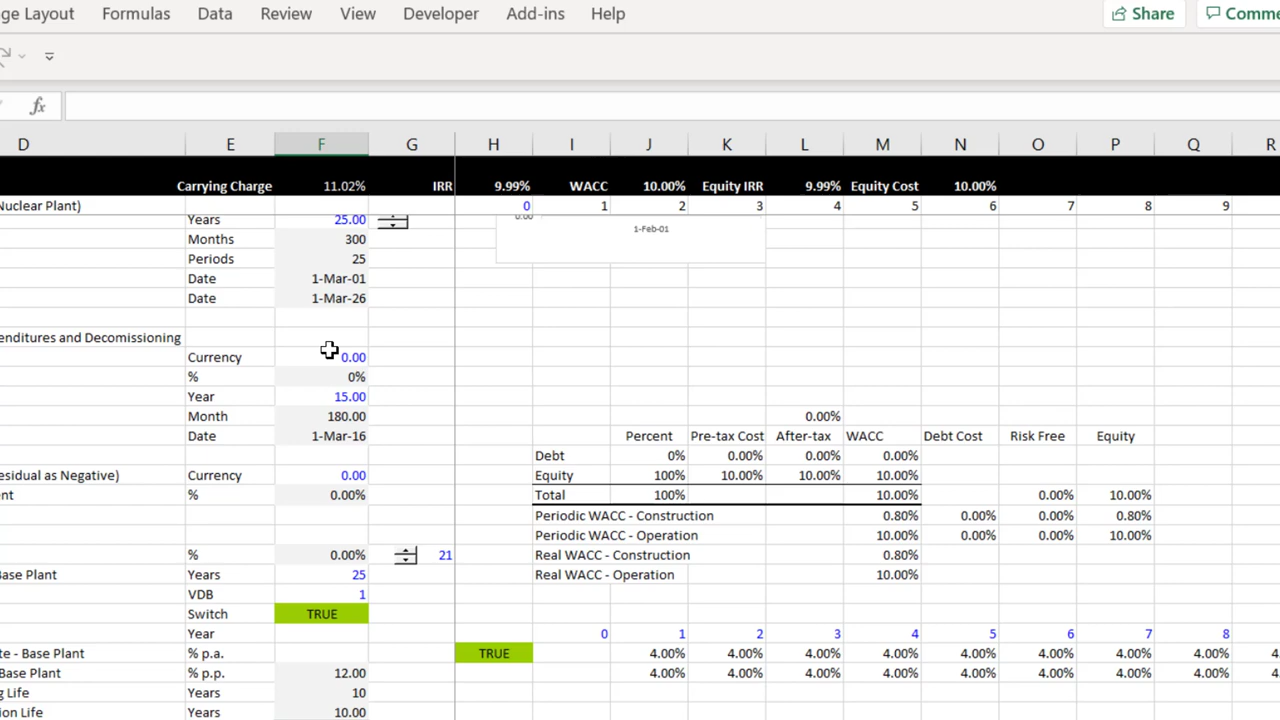 ge Layout Formulas Data Review View Developer Add-ins Help Share Comme
fx
D E F G H I J K L M N O P Q R
Carrying Charge 11.02% IRR 9.99% WACC 10.00% Equity IRR 9.99% Equity Cost 10.00%
Nuclear Plant) 0 1 2 3 4 5 6 7 8 9
Years 25.00 0.00
1-Feb-01
Months 300
Periods 25
Date 1-Mar-01
Date 1-Mar-26
enditures and Decomissioning
Currency 0.00
% 0%
Year 15.00
Month 180.00 0.00%
Date 1-Mar-16 Percent Pre-tax Cost After-tax WACC Debt Cost Risk Free Equity
Debt 0% 0.00% 0.00% 0.00%
esidual as Negative) Currency 0.00 Equity 100% 10.00% 10.00% 10.00%
nt % 0.00% Total 100% 10.00% 0.00% 10.00%
Periodic WACC - Construction 0.80% 0.00% 0.00% 0.80%
Periodic WACC - Operation 10.00% 0.00% 0.00% 10.00%
% 0.00% 21 Real WACC - Construction 0.80%
Base Plant Years 25 Real WACC - Operation 10.00%
VDB 1
Switch TRUE
Year 0 1 2 3 4 5 6 7 8
te - Base Plant % p.a. TRUE 4.00% 4.00% 4.00% 4.00% 4.00% 4.00% 4.00% 4.00% 4.
Base Plant % p.p. 12.00 4.00% 4.00% 4.00% 4.00% 4.00% 4.00% 4.00% 4.00% 4.
g Life Years 10
ion Life Years 10.00